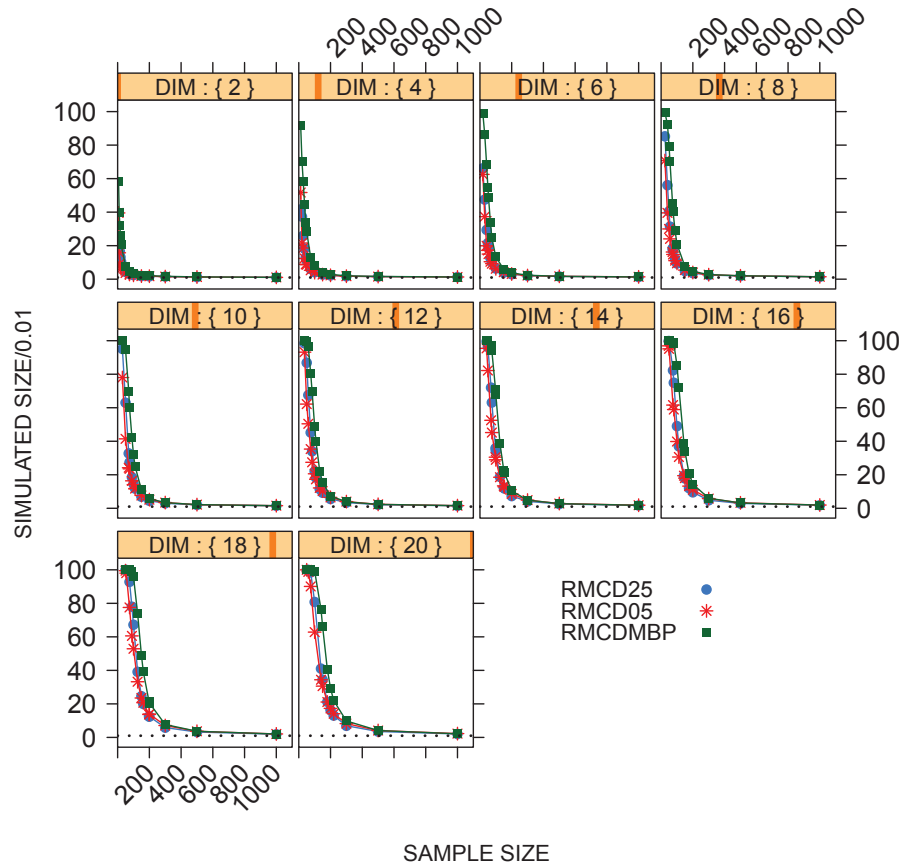 200 400 600 800 1000 200 400 600 800 1000
DIM : { 2 } DIM : { 4 } DIM : { 6 } DIM : { 8 }
100
80
60
40
20
0
DIM : { 10 } DIM : { 12 } DIM : { 14 } DIM : { 16 }
100
80
60
40
20
0
DIM : { 18 } DIM : { 20 }
100
80
60
40
20
0
RMCD25
RMCD05
RMCDMBP
200 400 600 800 1000 200 400 600 800 1000
SIMULATED SIZE/0.01
SAMPLE SIZE